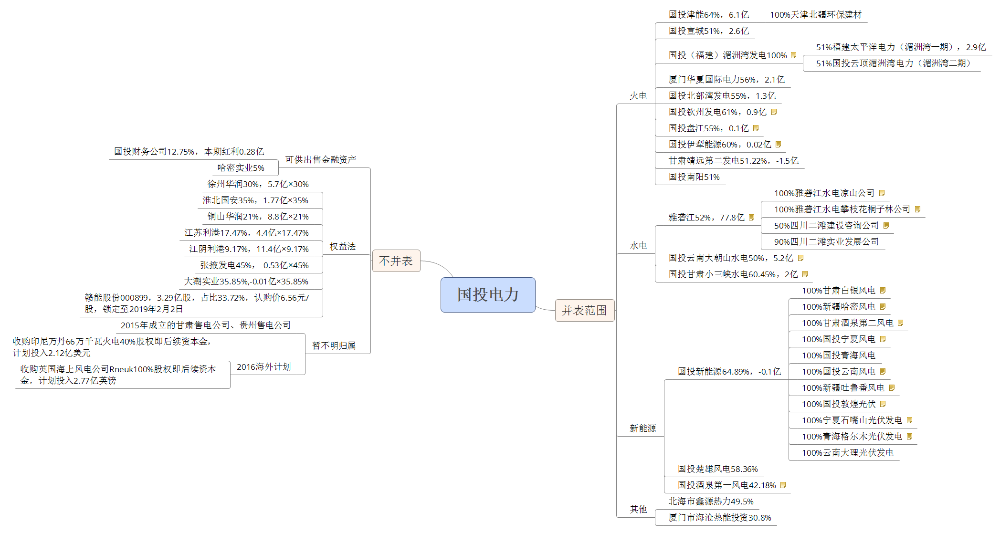 国投电力
不并表
可供出售金融资产
国投财务公司12.75%，本期红利0.28亿
哈密实业5%
权益法
徐州华润30%，5.7亿×30%
淮北国安35%，1.77亿×35%
铜山华润21%，8.8亿×21%
江苏利港17.47%，4.4亿×17.47%
江阴利港9.17%，11.4亿×9.17%
张掖发电45%，-0.53亿×45%
大潮实业35.85%,-0.01亿×35.85%
赣能股份000899，3.29亿股，占比33.72%，认购价6.56元/
股，锁定至2019年2月2日
暂不明归属
2015年成立的甘肃售电公司、贵州售电公司
2016海外计划
收购印尼万丹66万千瓦火电40%股权即后续资本金，
计划投入2.12亿美元
收购英国海上风电公司Rneuk100%股权即后续资本
金，计划投入2.77亿英镑
并表范围
火电
国投津能64%，6.1亿
100%天津北疆环保建材
国投宣城51%，2.6亿
国投（福建）湄洲湾发电100%
51%福建太平洋电力（湄洲湾一期），2.9亿
51%国投云顶湄洲湾电力（湄洲湾二期）
厦门华夏国际电力56%，2.1亿
国投北部湾发电55%，1.3亿
国投钦州发电61%，0.9亿
国投盘江55%，0.1亿
国投伊犁能源60%，0.02亿
甘肃靖远第二发电51.22%，-1.5亿
国投南阳51%
水电
雅砻江52%，77.8亿
100%雅砻江水电凉山公司
100%雅砻江水电攀枝花桐子林公司
50%四川二滩建设咨询公司
90%四川二滩实业发展公司
国投云南大朝山水电50%，5.2亿
国投甘肃小三峡水电60.45%，2亿
新能源
国投新能源64.89%，-0.1亿
100%甘肃白银风电
100%新疆哈密风电
100%甘肃酒泉第二风电
100%国投宁夏风电
100%国投青海风电
100%国投云南风电
100%新疆吐鲁番风电
100%国投敦煌光伏
100%宁夏石嘴山光伏发电
100%青海格尔木光伏发电
100%云南大理光伏发电
国投楚雄风电58.36%
国投酒泉第一风电42.18%
其他
北海市鑫源热力49.5%
厦门市海沧热能投资30.8%